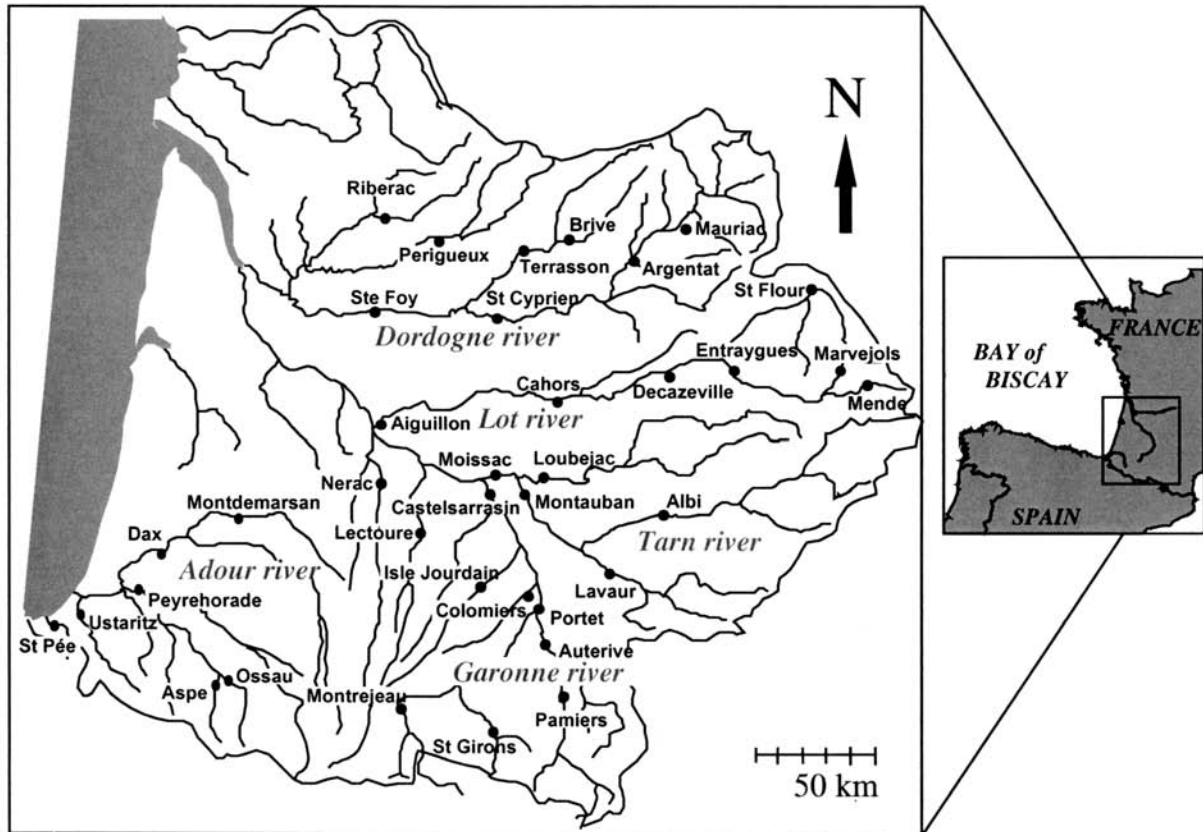 N
Riberac
Brive
Mauriac
Perigueux
Terrasson
Argentat
St Flour
Ste Foy
St Cyprien
Dordogne river
Entraygues
Marvejols
Cahors
Decazeville
Mende
Aiguillon
Lot river
Moissac
Loubejac
Nerac
Castelsarrasin
Montauban
Albi
Montdemarsan
Lectoure
Tarn river
Dax
Adour river
Isle Jourdain
Lavaur
Peyrehorade
Colomiers
Portet
Ustaritz
St Pée
Auterive
Garonne river
Ossau
Aspe
Montrejeau
Pamiers
St Girons
50 km
FRANCE
BAY of
BISCAY
SPAIN